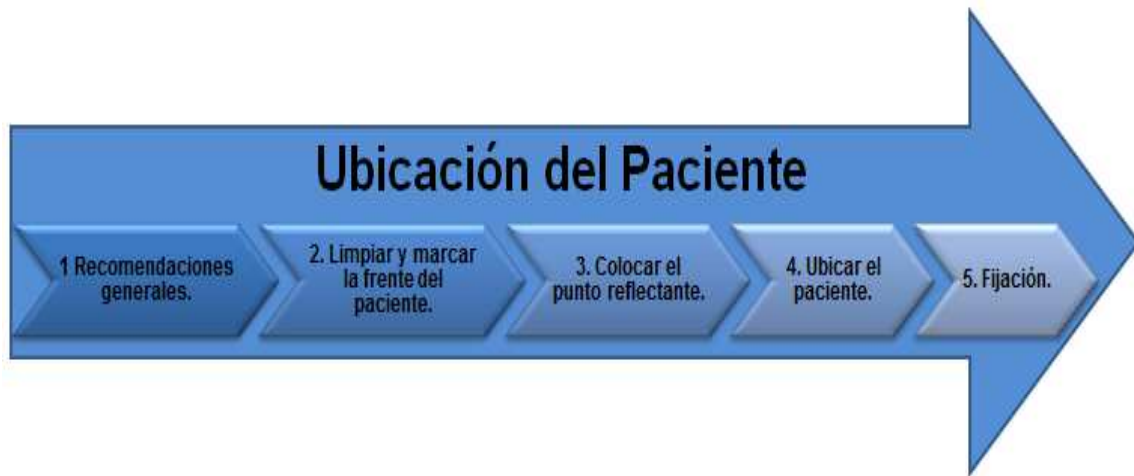 Ubicación del Paciente
1 Recomendaciones
generales.
2. Limpiar y marcar
la frente del
paciente.
3. Colocar el
punto reflectante.
4. Ubicar el
paciente.
5. Fijación.